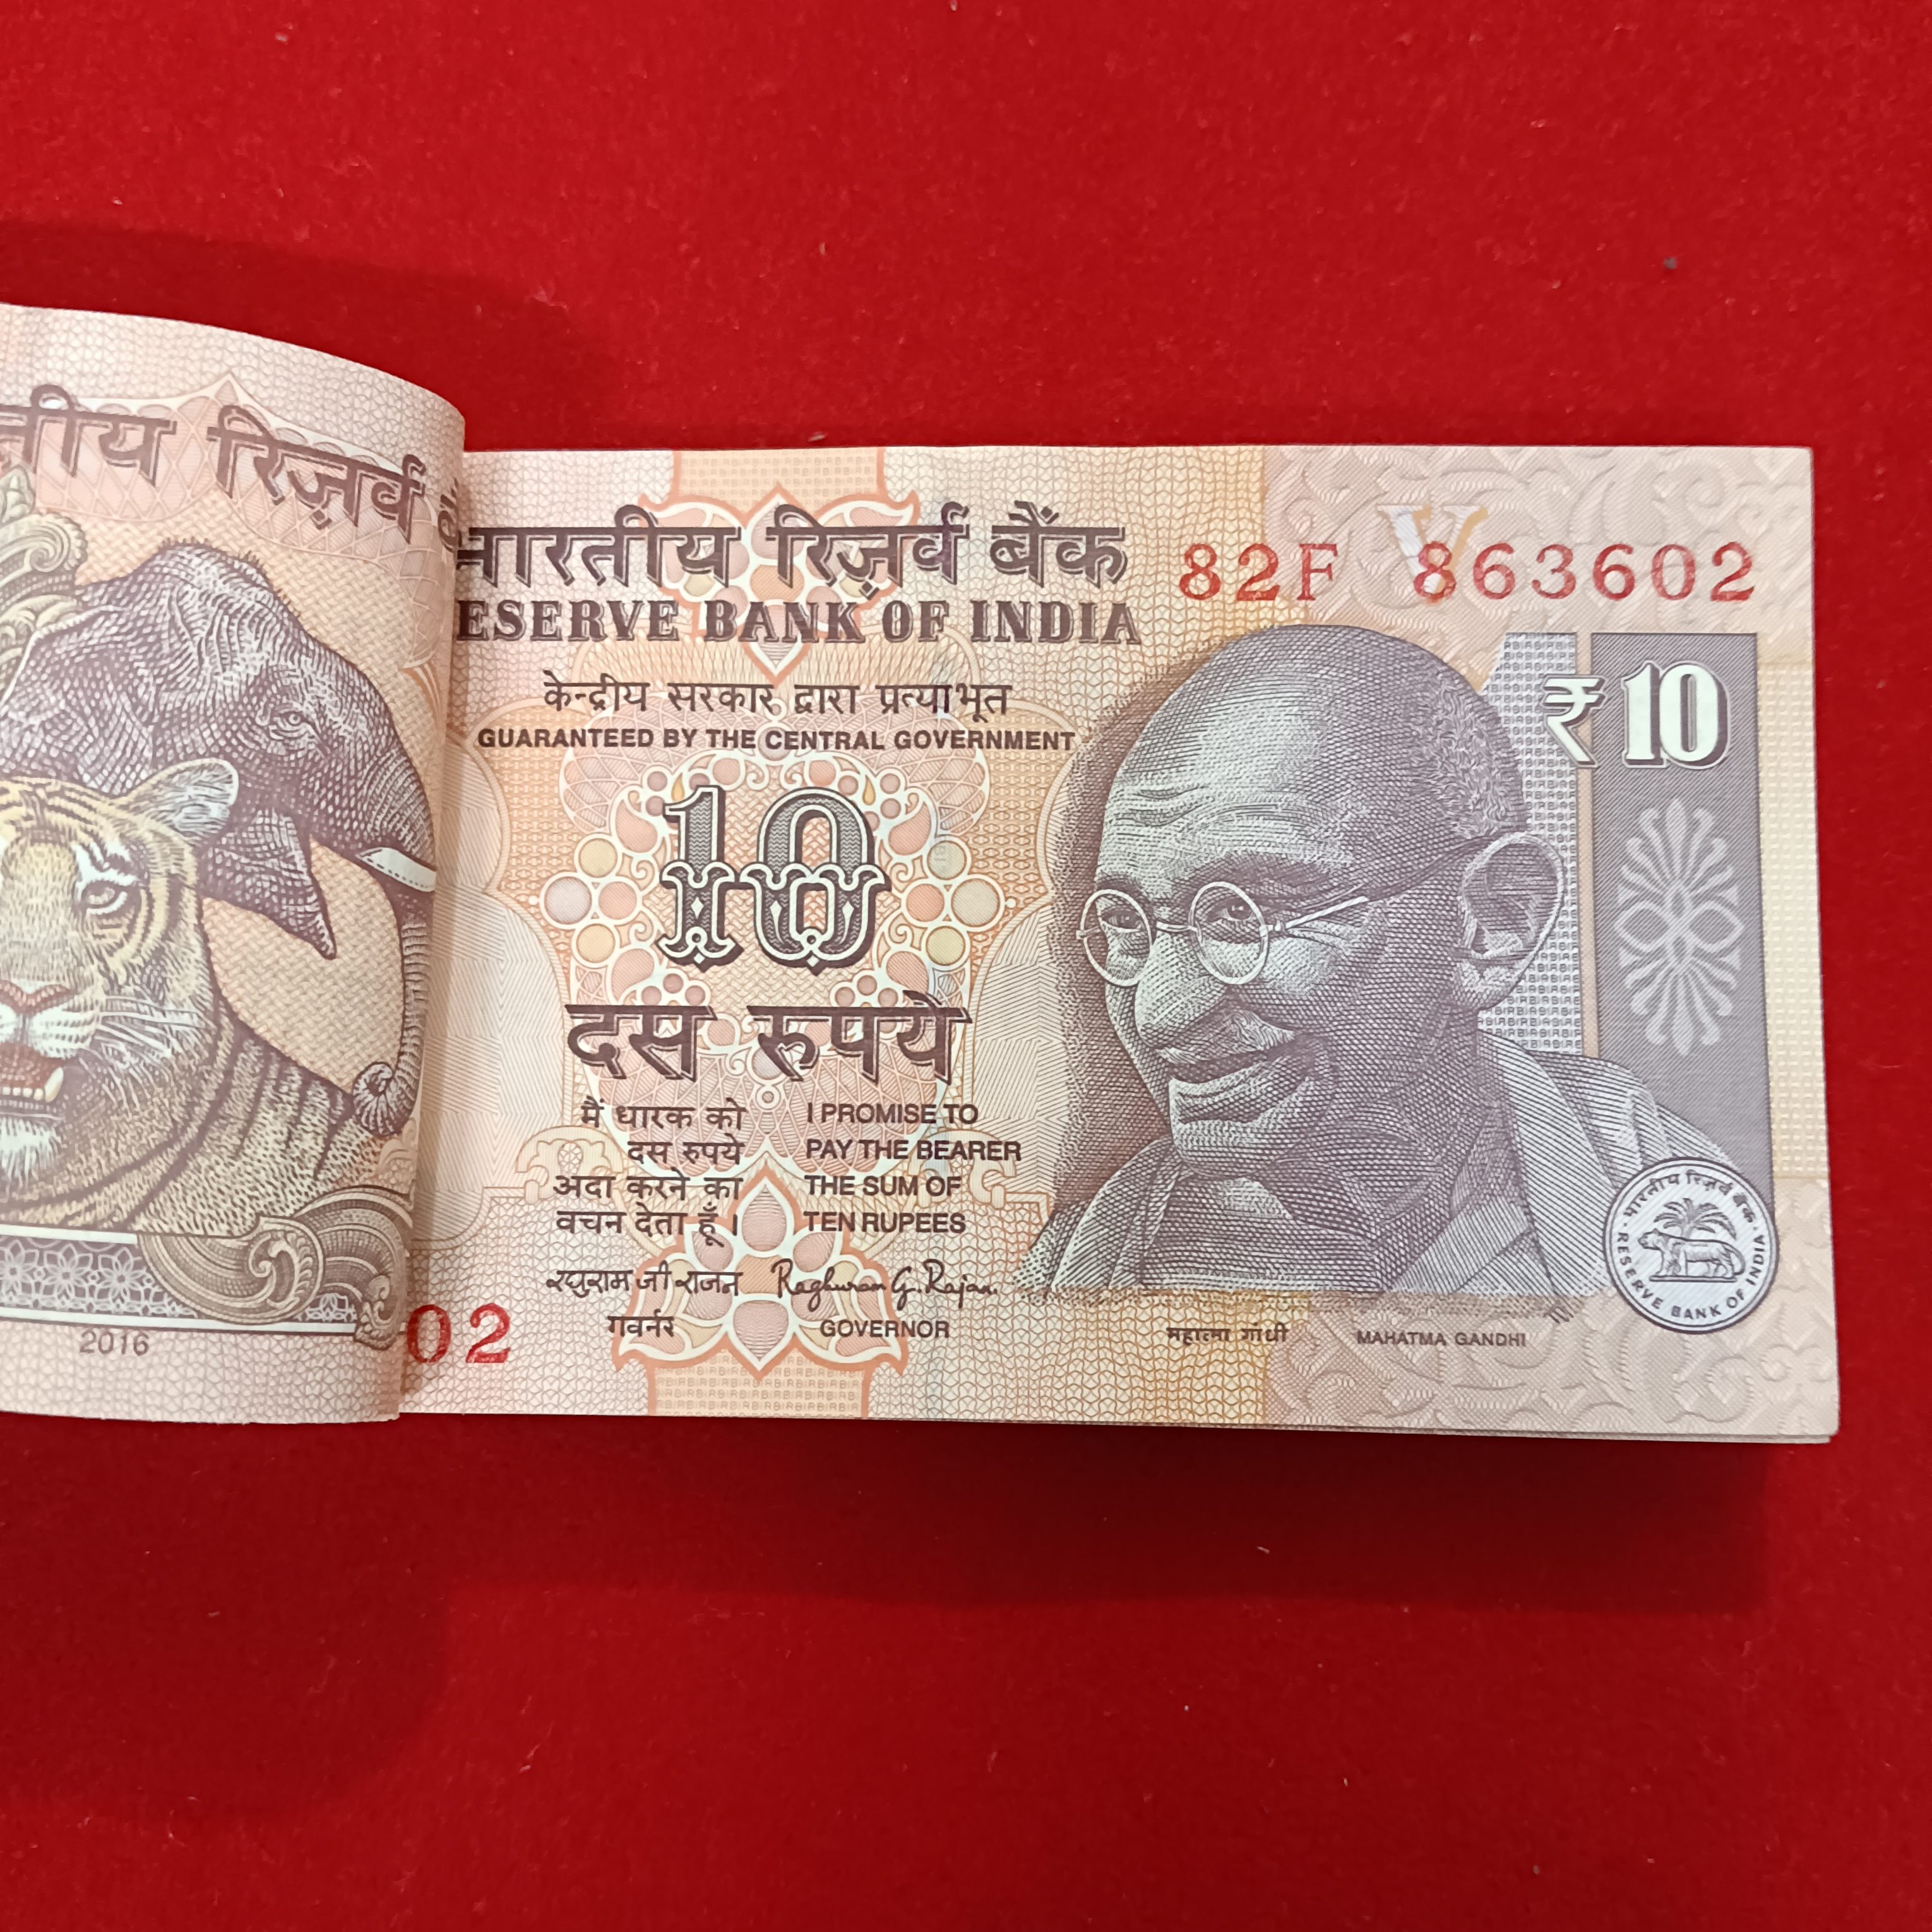 तीय रिज़र्व बैं
2016
भारतीय रिज़र्व बैंक
82F 863602
ESERVE BANK OF INDIA
केन्द्रीय सरकार द्वारा प्रत्याभूत
GUARANTEED BY THE CENTRAL GOVERNMENT
₹10
10
दस रुपये
मैं धारक को
दस रुपये
अदा करने का
वचन देता हूँ।
I PROMISE TO
PAY THE BEARER
THE SUM OF
TEN RUPEES
रघुराम जी राजन
Raghuram G. Rajan
गवर्नर
GOVERNOR
02
महात्मा गांधी
MAHATMA GANDHI
भारतीय रिज़र्व बैंक
RESERVE BANK OF INDIA